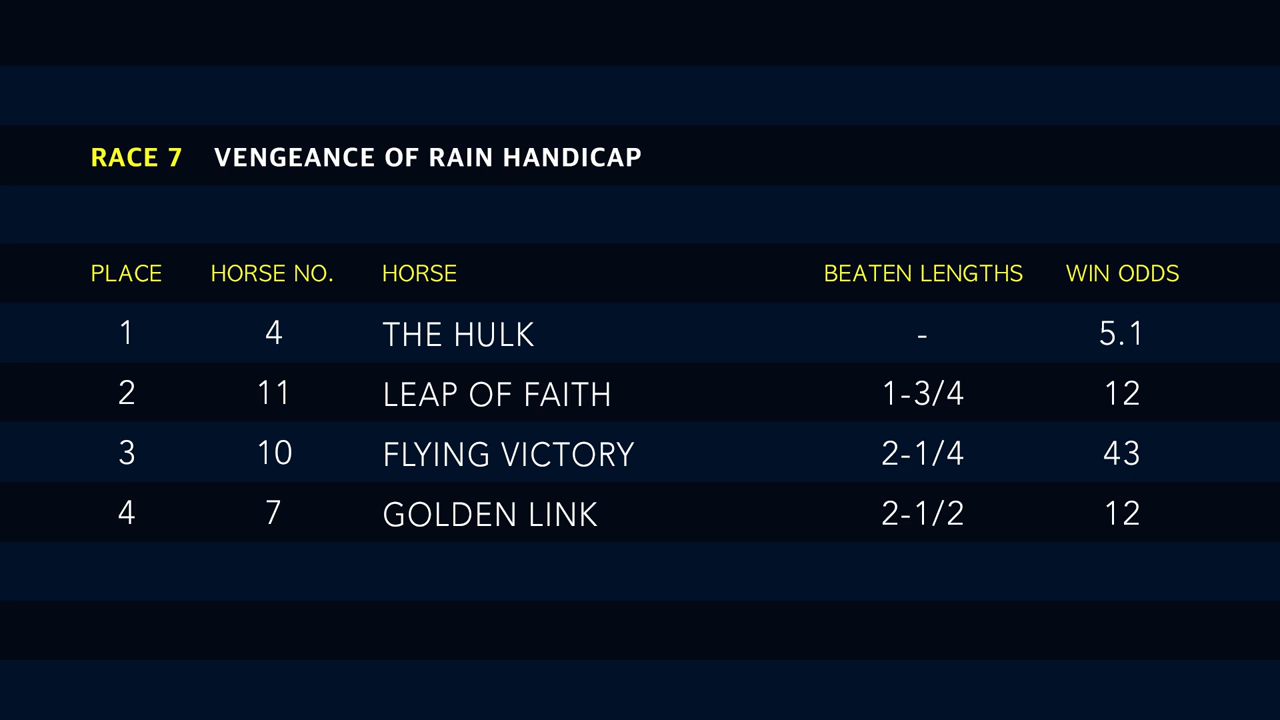 RACE 7 VENGEANCE OF RAIN HANDICAP
PLACE HORSE NO. HORSE BEATEN LENGTHS WIN ODDS
1 4 THE HULK - 5.1
2 11 LEAP OF FAITH 1-3/4 12
3 10 FLYING VICTORY 2-1/4 43
4 7 GOLDEN LINK 2-1/2 12